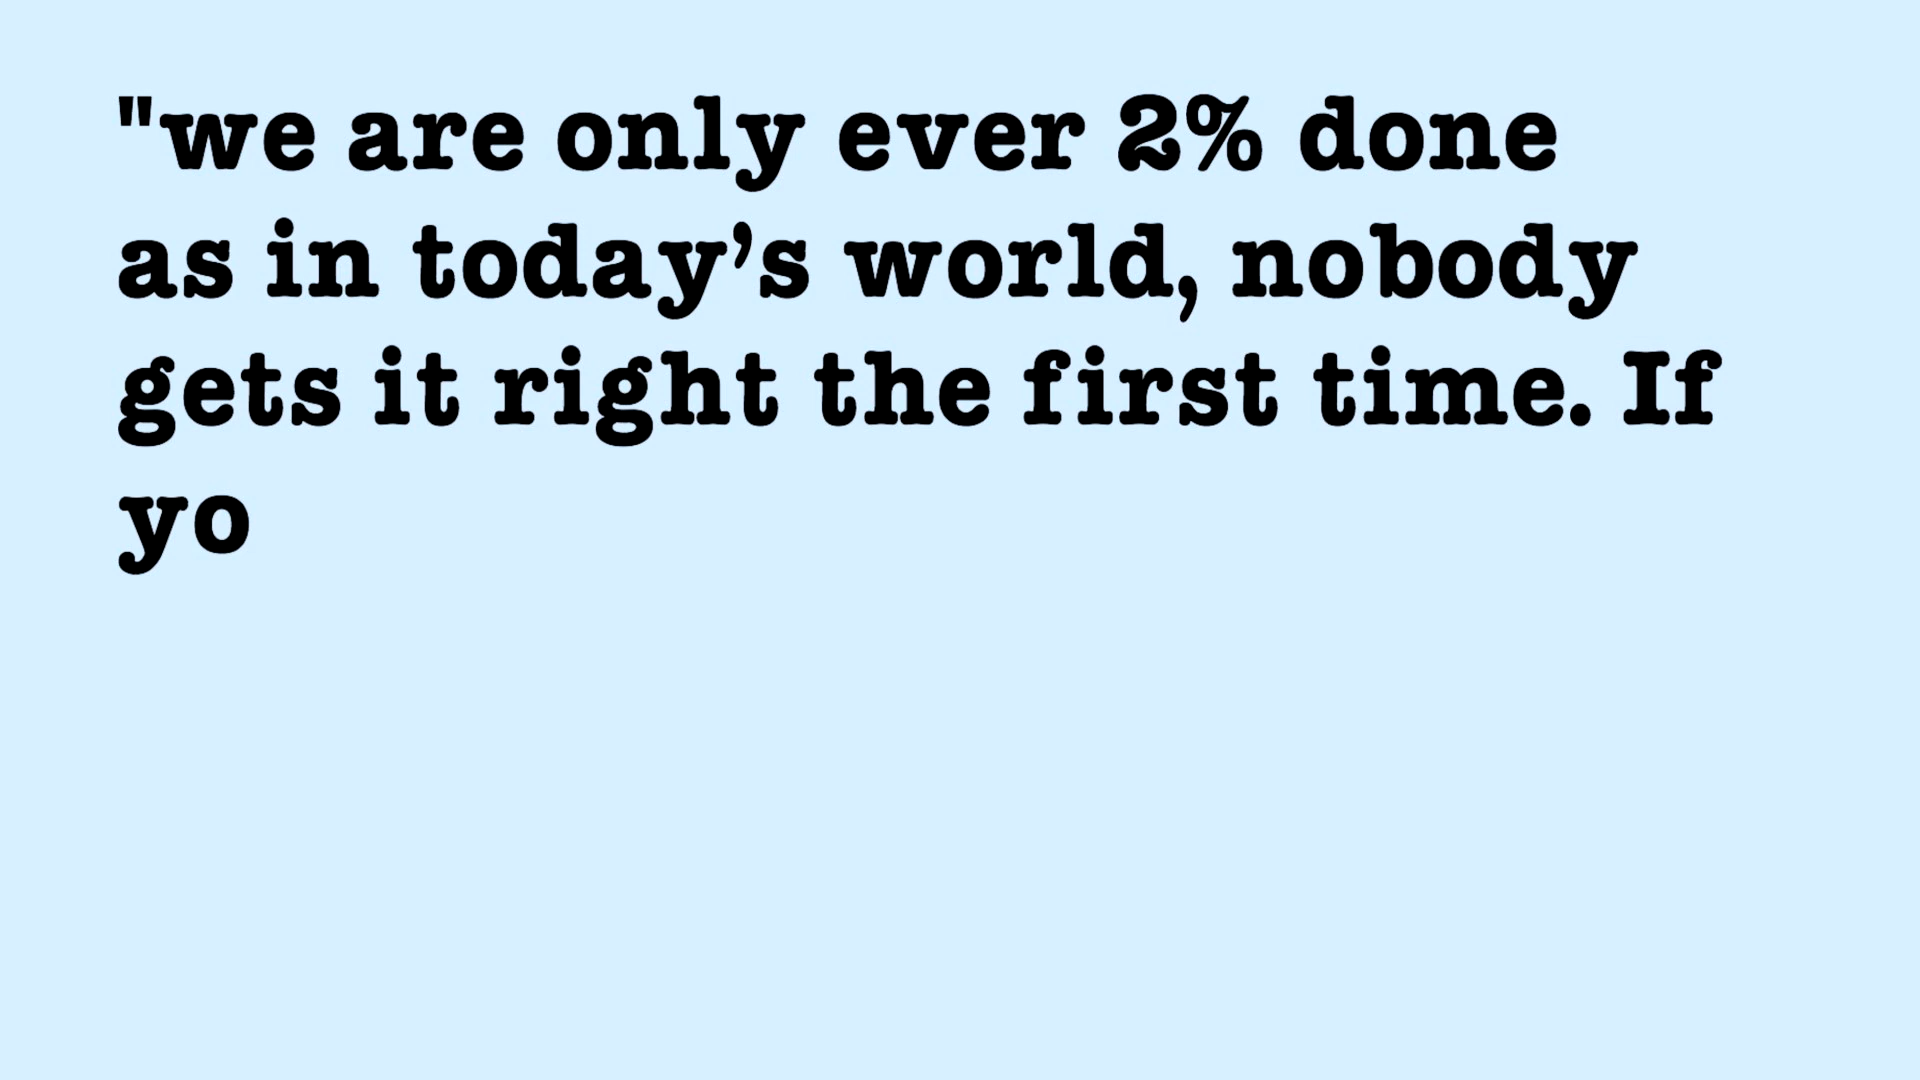 "we are only ever 2% done
as in today’s world, nobody
gets it right the first time. If
yo